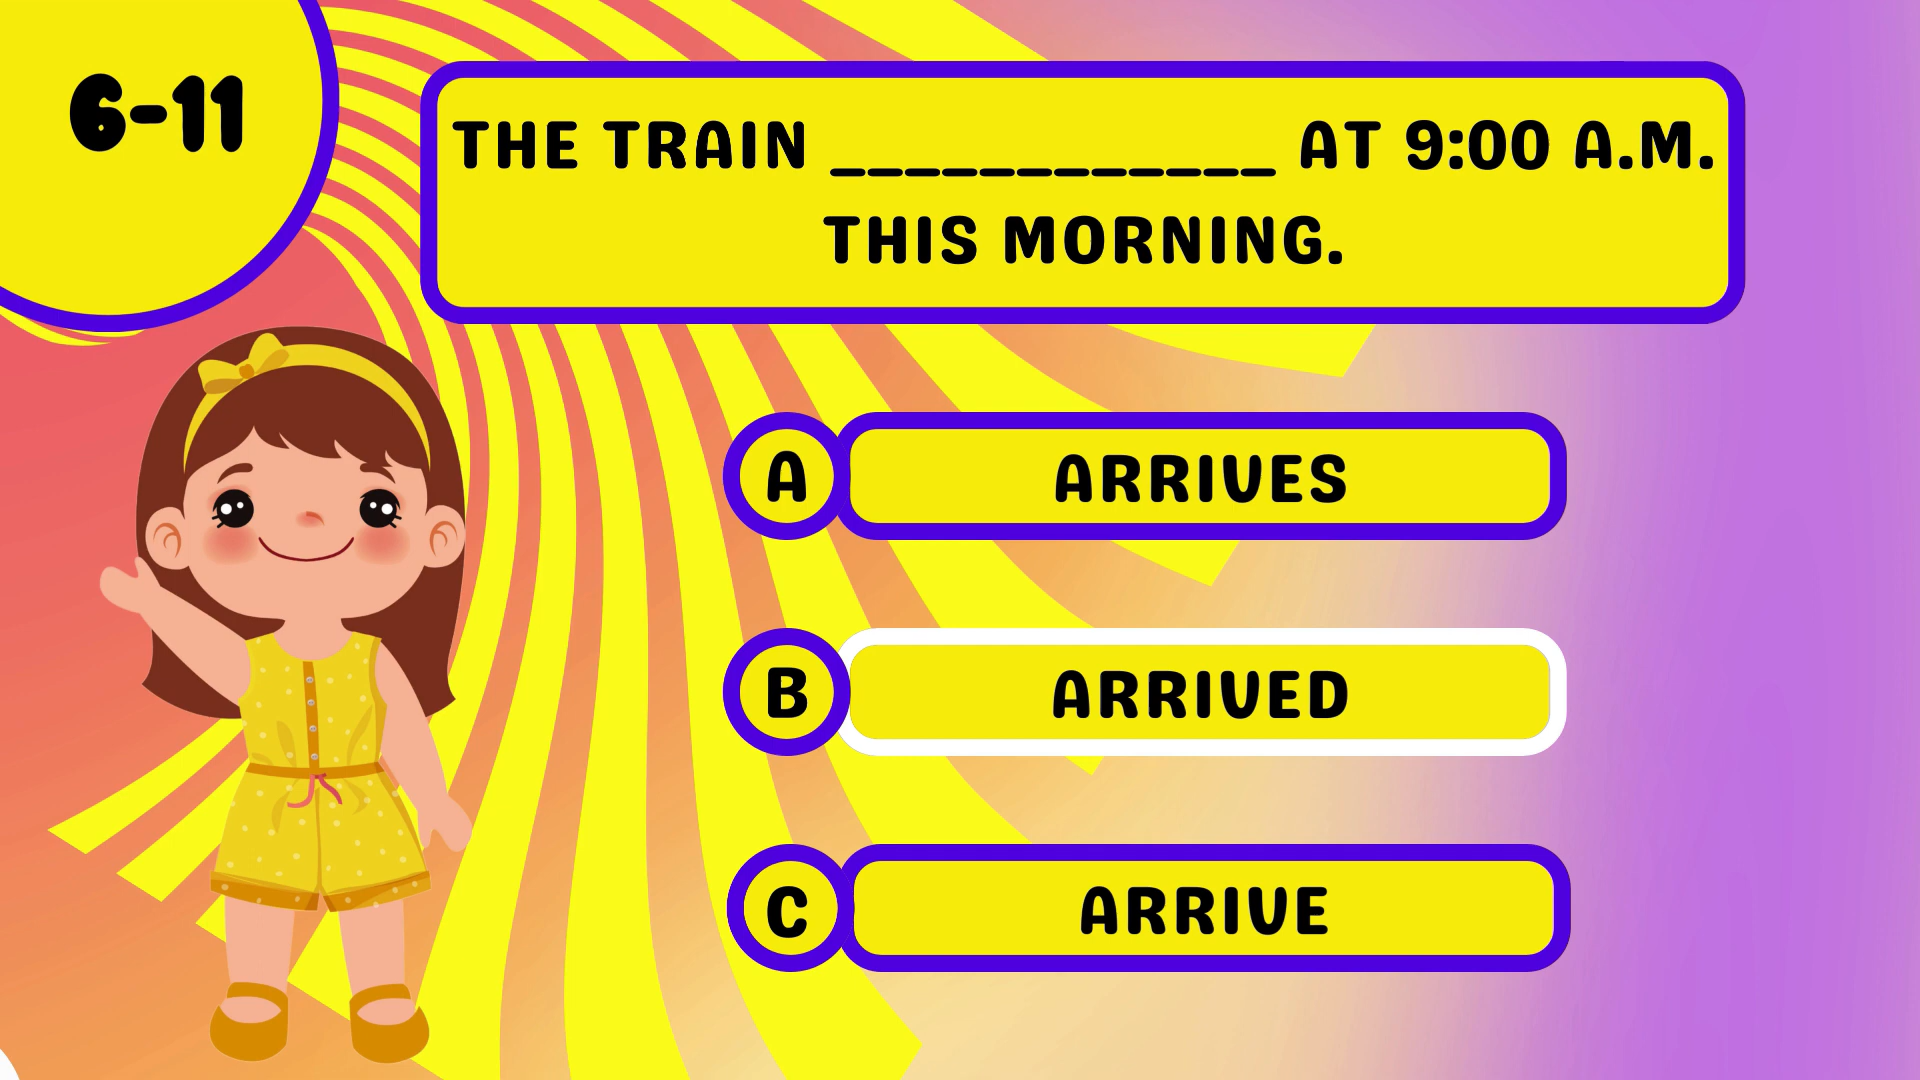 6-11
THE TRAIN ____________ AT 9:00 A.M.
THIS MORNING.
A ARRIVES
B ARRIVED
C ARRIVE